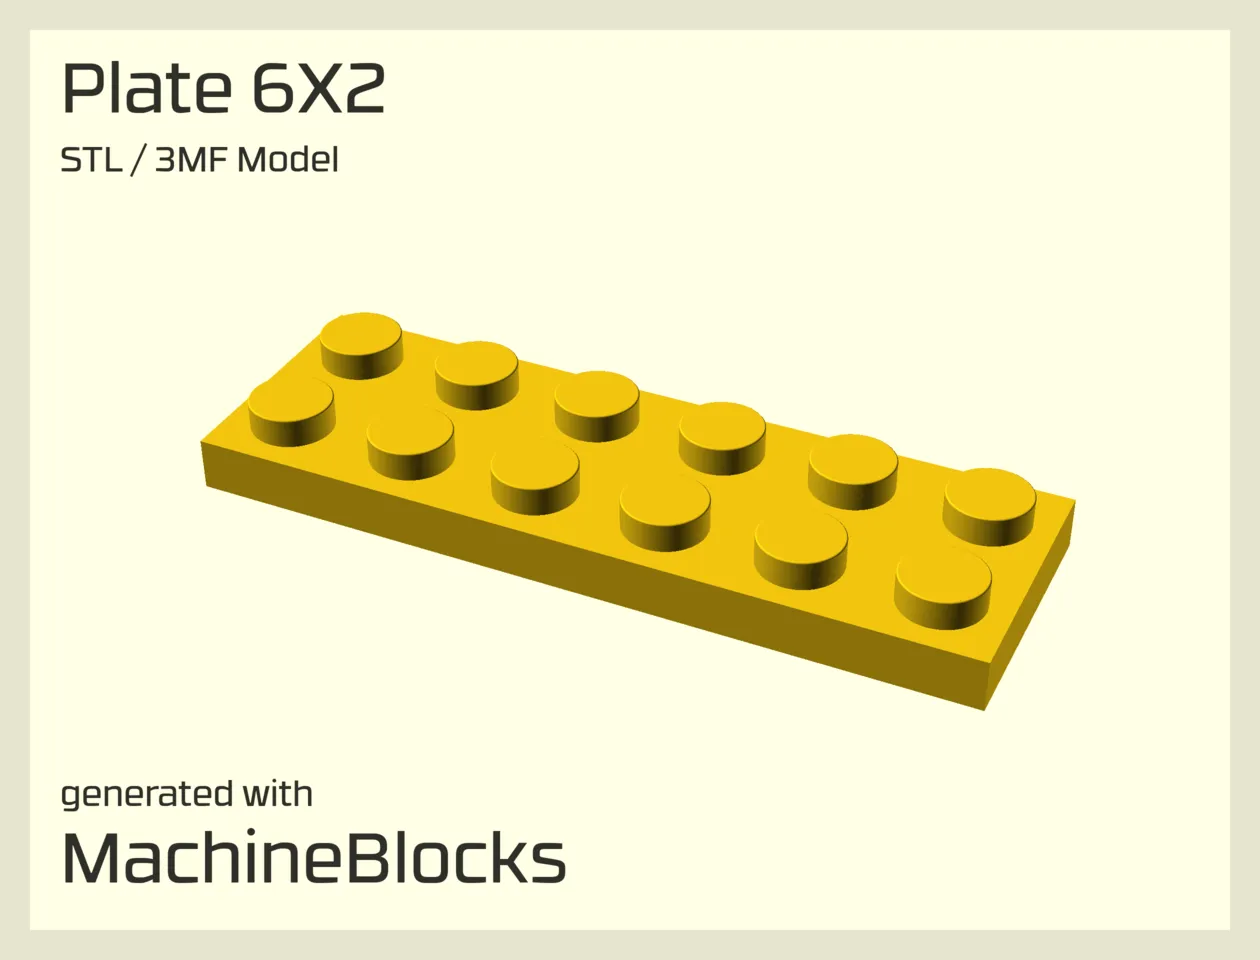 Plate 6X2
STL / 3MF Model
generated with
MachineBlocks